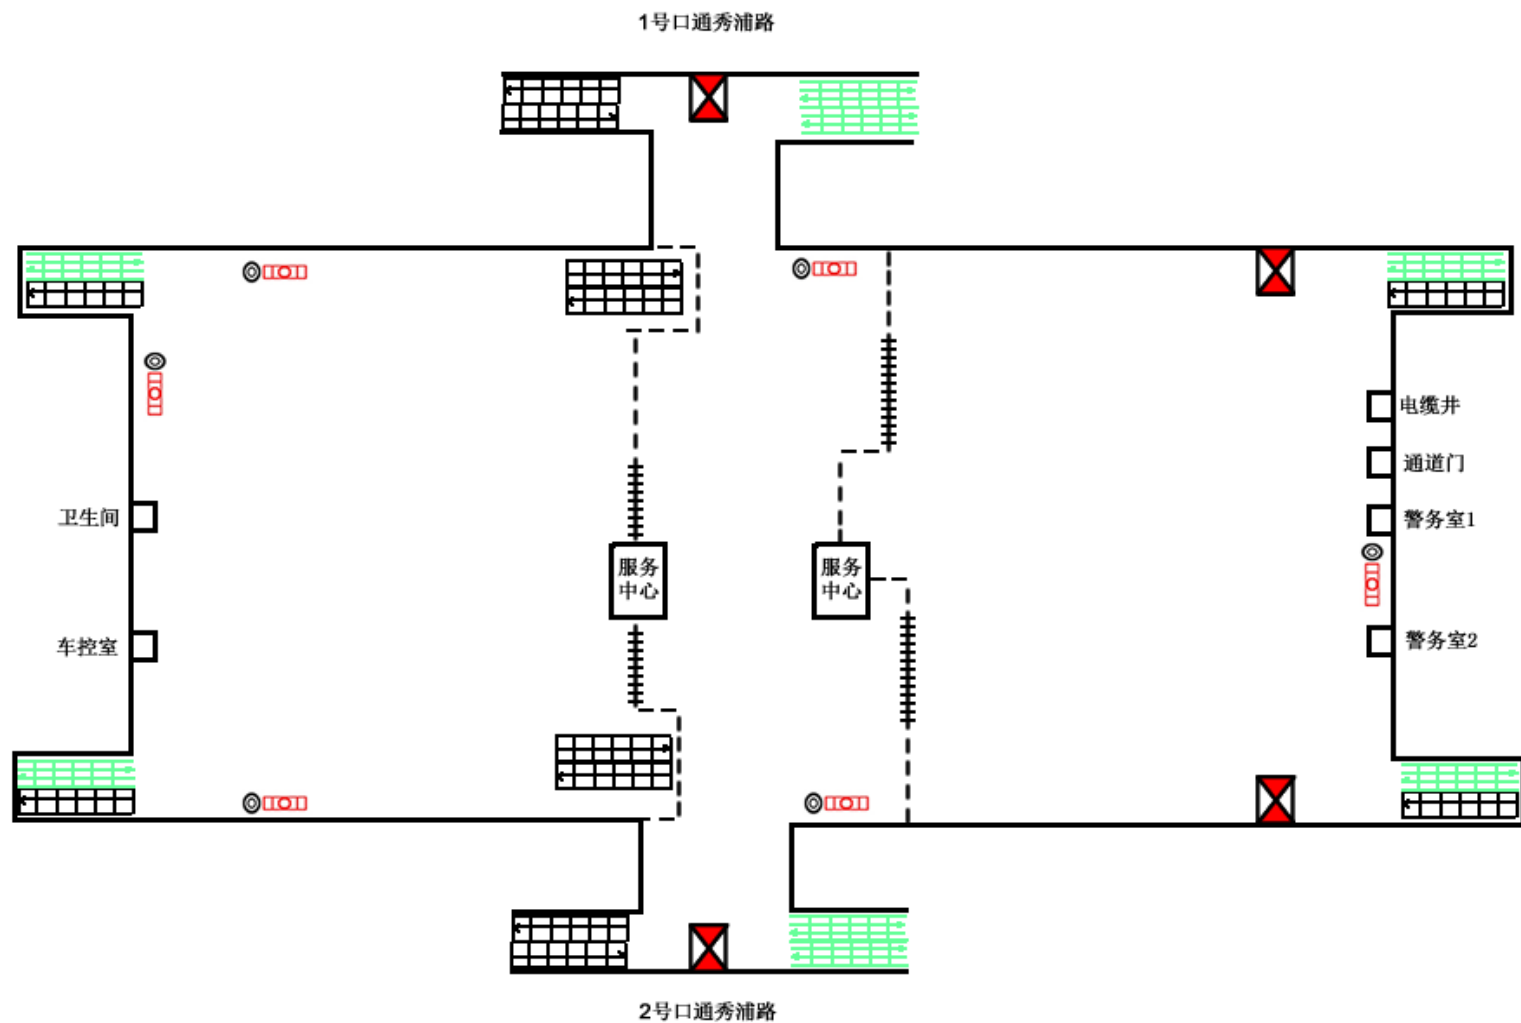 1号口通秀浦路
电缆井
通道门
卫生间
警务室1
服务
中心
服务
中心
车控室
警务室2
2号口通秀浦路